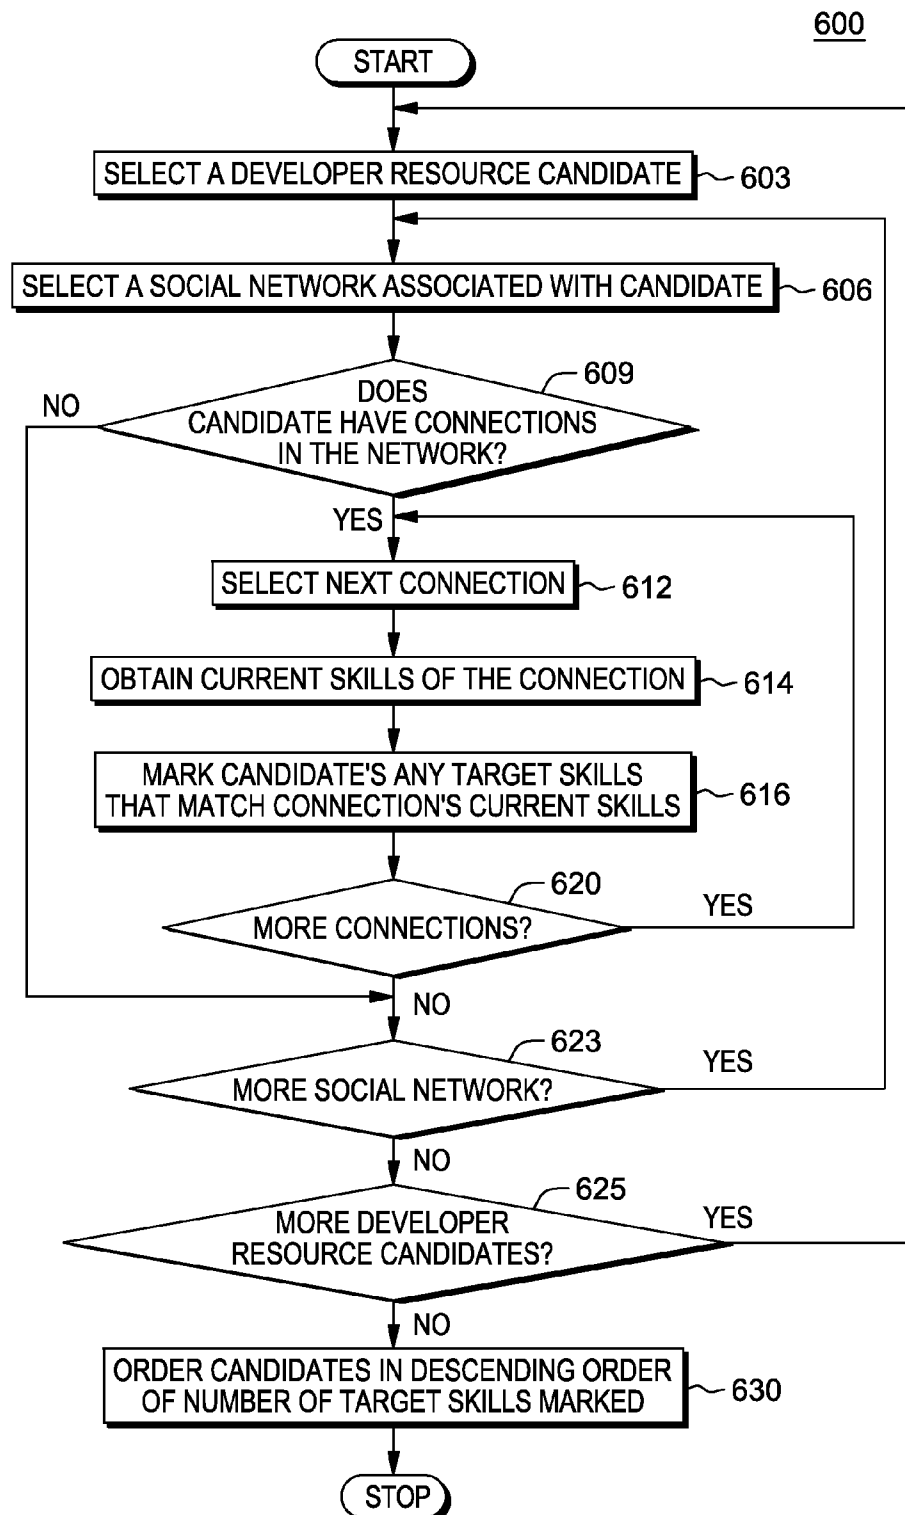 600
START
SELECT A DEVELOPER RESOURCE CANDIDATE
603
SELECT A SOCIAL NETWORK ASSOCIATED WITH CANDIDATE
606
609
DOES
CANDIDATE HAVE CONNECTIONS
IN THE NETWORK?
NO
YES
SELECT NEXT CONNECTION
612
OBTAIN CURRENT SKILLS OF THE CONNECTION
614
MARK CANDIDATE'S ANY TARGET SKILLS
THAT MATCH CONNECTION'S CURRENT SKILLS
616
620
MORE CONNECTIONS?
YES
NO
623
MORE SOCIAL NETWORK?
YES
NO
625
MORE DEVELOPER
RESOURCE CANDIDATES?
YES
NO
ORDER CANDIDATES IN DESCENDING ORDER
OF NUMBER OF TARGET SKILLS MARKED
630
STOP